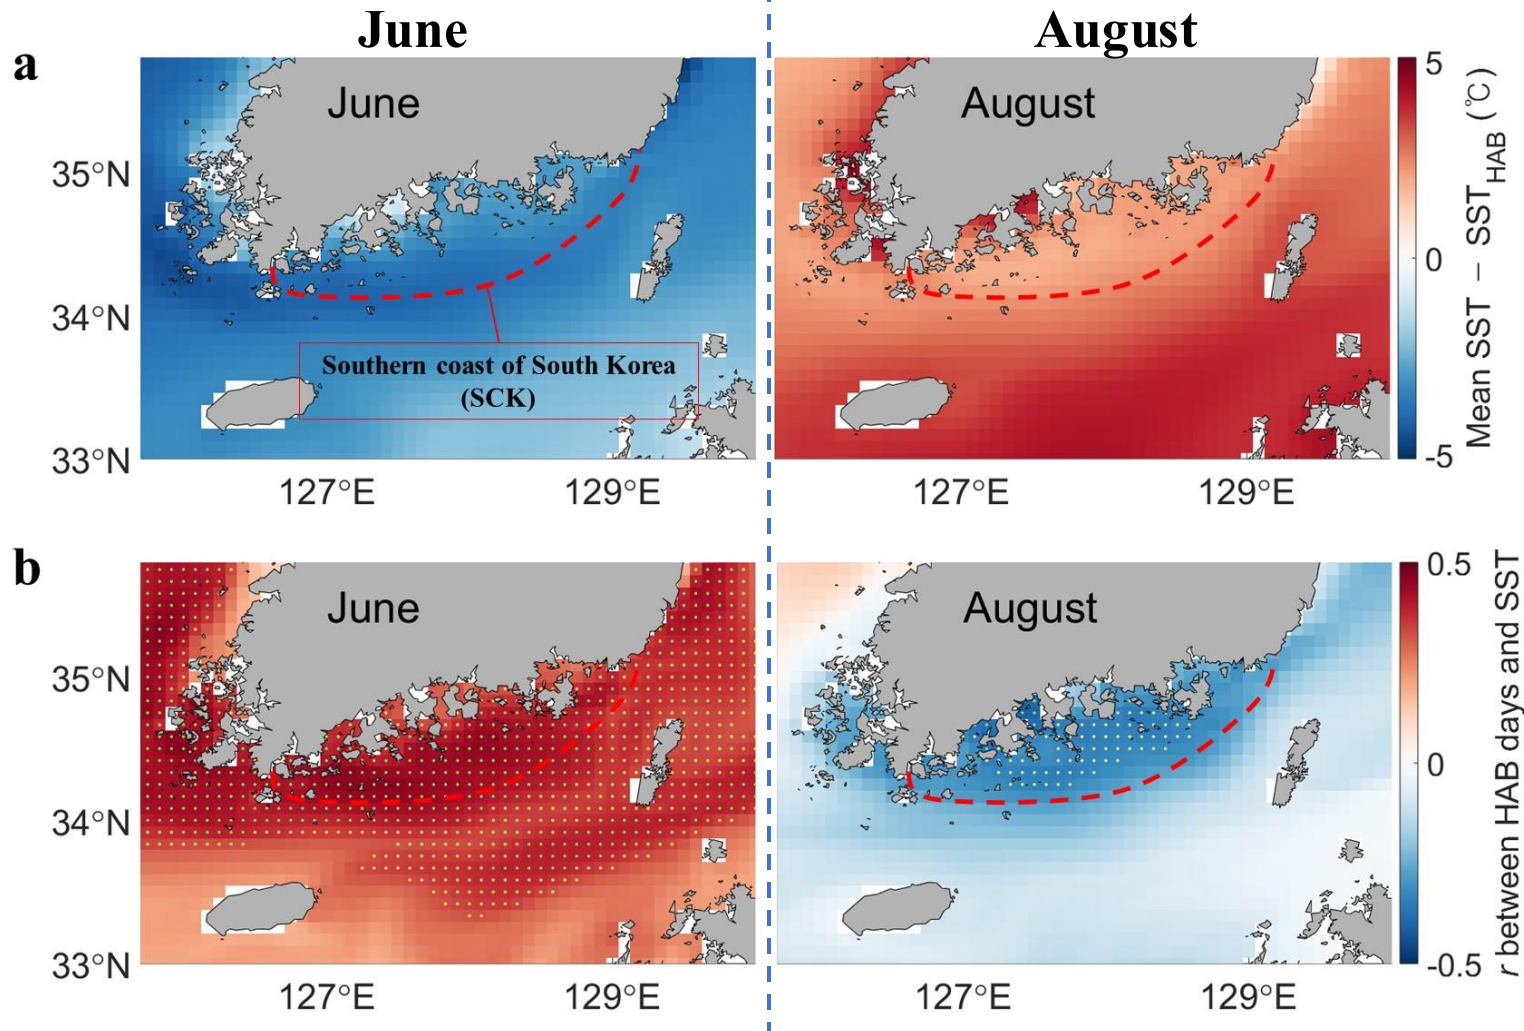 June
August
a
June
August
35°N
34°N
33°N
127°E
129°E
127°E
129°E
Southern coast of South Korea
(SCK)
5
0
-5
Mean SST − SST_HAB (℃)
b
June
August
35°N
34°N
33°N
127°E
129°E
127°E
129°E
0.5
0
-0.5
r between HAB days and SST